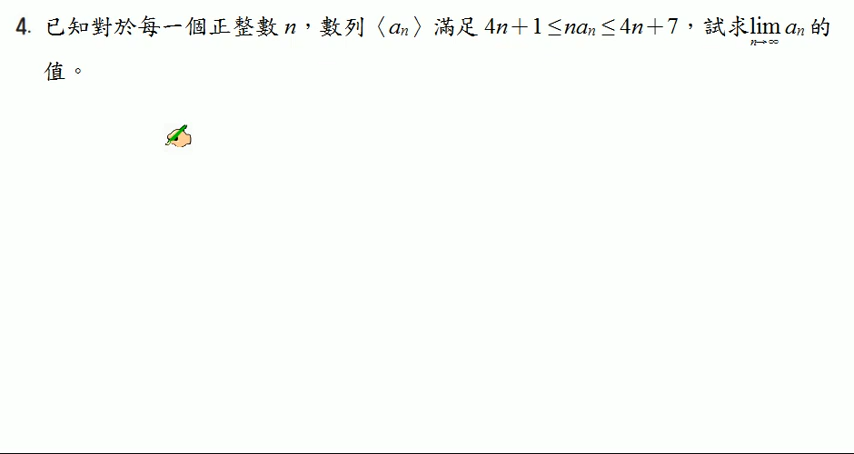 4. 已知對於每一個正整數 n,數列〈aₙ〉滿足 4n+1≤naₙ≤4n+7,試求 lim n→∞ aₙ 的
值。